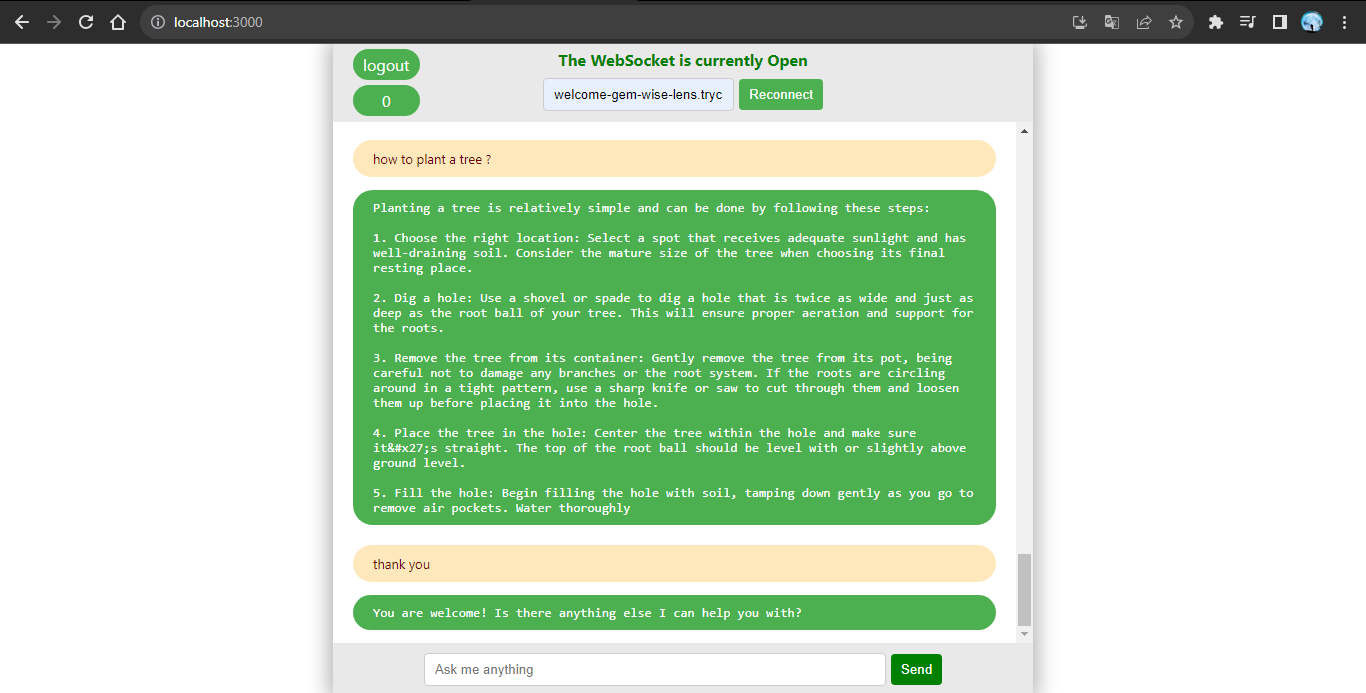 localhost:3000
logout
The WebSocket is currently Open
0
welcome-gem-wise-lens.tryc
Reconnect
how to plant a tree ?
Planting a tree is relatively simple and can be done by following these steps:
1. Choose the right location: Select a spot that receives adequate sunlight and has
well-draining soil. Consider the mature size of the tree when choosing its final
resting place.
2. Dig a hole: Use a shovel or spade to dig a hole that is twice as wide and just as
deep as the root ball of your tree. This will ensure proper aeration and support for
the roots.
3. Remove the tree from its container: Gently remove the tree from its pot, being
careful not to damage any branches or the root system. If the roots are circling
around in a tight pattern, use a sharp knife or saw to cut through them and loosen
them up before placing it into the hole.
4. Place the tree in the hole: Center the tree within the hole and make sure
it&#x27;s straight. The top of the root ball should be level with or slightly above
ground level.
5. Fill the hole: Begin filling the hole with soil, tamping down gently as you go to
remove air pockets. Water thoroughly
thank you
You are welcome! Is there anything else I can help you with?
Ask me anything
Send